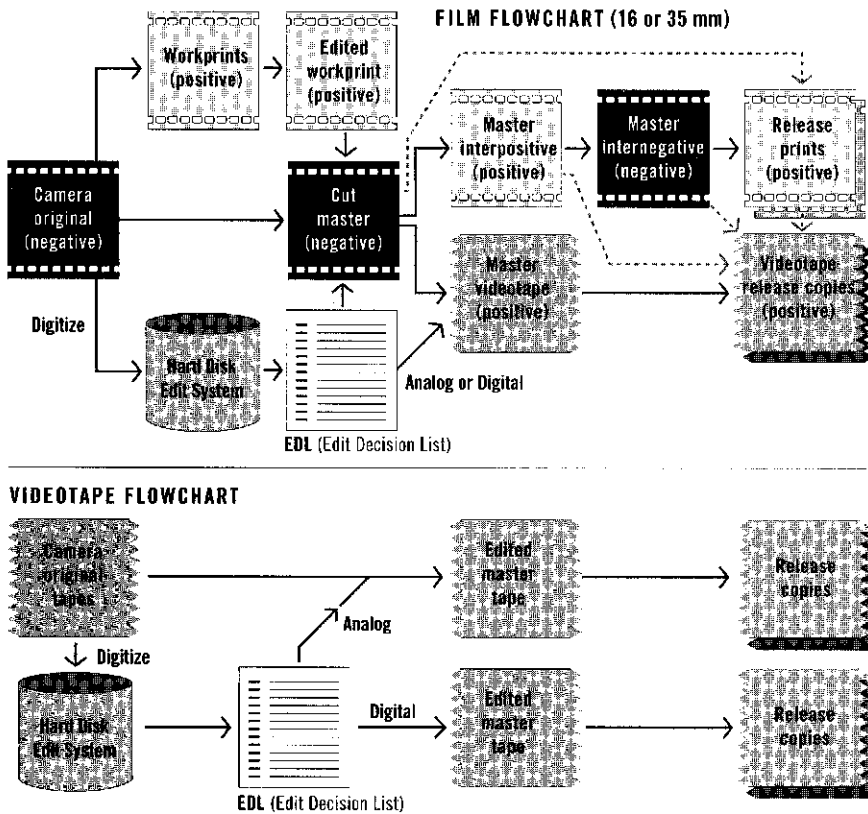 FILM FLOWCHART (16 or 35 mm)
Workprints
(positive)
Edited
workprint
(positive)
Master
interpositive
(positive)
Master
internegative
(negative)
Release
prints
(positive)
Camera
original
(negative)
Cut
master
(negative)
Master
videotape
(positive)
Videotape
release copies
(positive)
Digitize
Hard Disk
Edit System
Analog or Digital
EDL (Edit Decision List)
VIDEOTAPE FLOWCHART
Camera
original
tapes
Edited
master
tape
Release
copies
Analog
Digitize
Hard Disk
Edit System
Digital
Edited
master
tape
Release
copies
EDL (Edit Decision List)